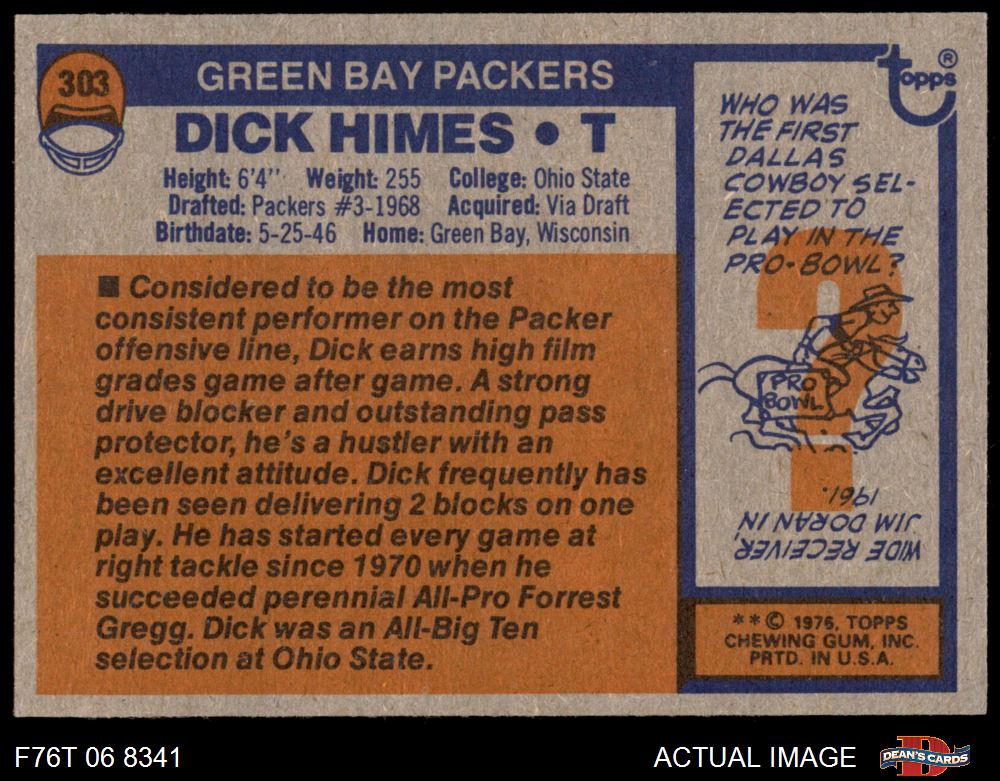 303
GREEN BAY PACKERS
DICK HIMES • T
Height: 6'4'' Weight: 255 College: Ohio State
Drafted: Packers #3-1968 Acquired: Via Draft
Birthdate: 5-25-46 Home: Green Bay, Wisconsin
■ Considered to be the most
consistent performer on the Packer
offensive line, Dick earns high film
grades game after game. A strong
drive blocker and outstanding pass
protector, he's a hustler with an
excellent attitude. Dick frequently has
been seen delivering 2 blocks on one
play. He has started every game at
right tackle since 1970 when he
succeeded perennial All-Pro Forrest
Gregg. Dick was an All-Big Ten
selection at Ohio State.
topps®
WHO WAS
THE FIRST
DALLAS
COWBOY SEL-
ECTED TO
PLAY IN THE
PRO-BOWL?
?
PRO
BOWL
WIDE RECEIVER
JIM DORAN IN
1961.
**© 1976, TOPPS
CHEWING GUM, INC.
PRTD. IN U.S.A.
F76T 06 8341
ACTUAL IMAGE
D
DEAN'S CARDS